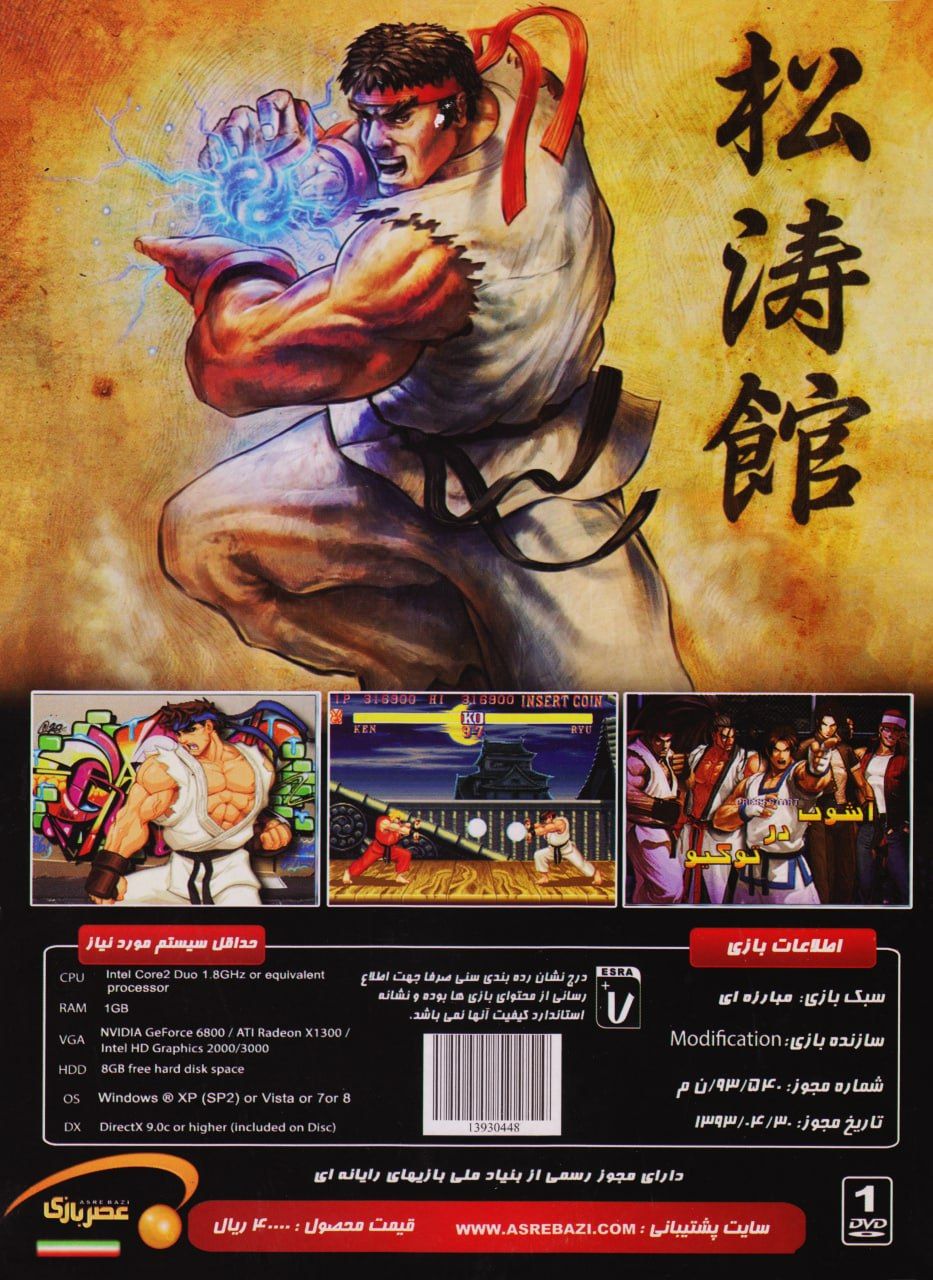 松
濤
館
1P 316900 HI 316900 INSERT COIN
KO
KEN
RYU
PRESS START
آشوب
در
توکیو
حداقل سیستم مورد نیاز
CPU Intel Core2 Duo 1.8GHz or equivalent
processor
RAM 1GB
VGA NVIDIA GeForce 6800 / ATI Radeon X1300 /
Intel HD Graphics 2000/3000
HDD 8GB free hard disk space
OS Windows ® XP (SP2) or Vista or 7or 8
DX DirectX 9.0c or higher (included on Disc)
درج نشان رده بندی سنی صرفا جهت اطلاع
رسانی از محتوای بازی ها بوده و نشانه
استاندارد کیفیت آنها نمی باشد.
ESRA
+۷
13930448
اطلاعات بازی
سبک بازی: مبارزه ای
سازنده بازی: Modification
شماره مجوز: ۹۳/۵۴۰/ن م
تاریخ مجوز: ۱۳۹۳/۰۴/۳۰
دارای مجوز رسمی از بنیاد ملی بازیهای رایانه ای
ASRE BAZI
عصر بازی
سایت پشتیبانی : WWW.ASREBAZI.COM
قیمت محصول : ۴۰۰۰۰ ریال
1
DVD